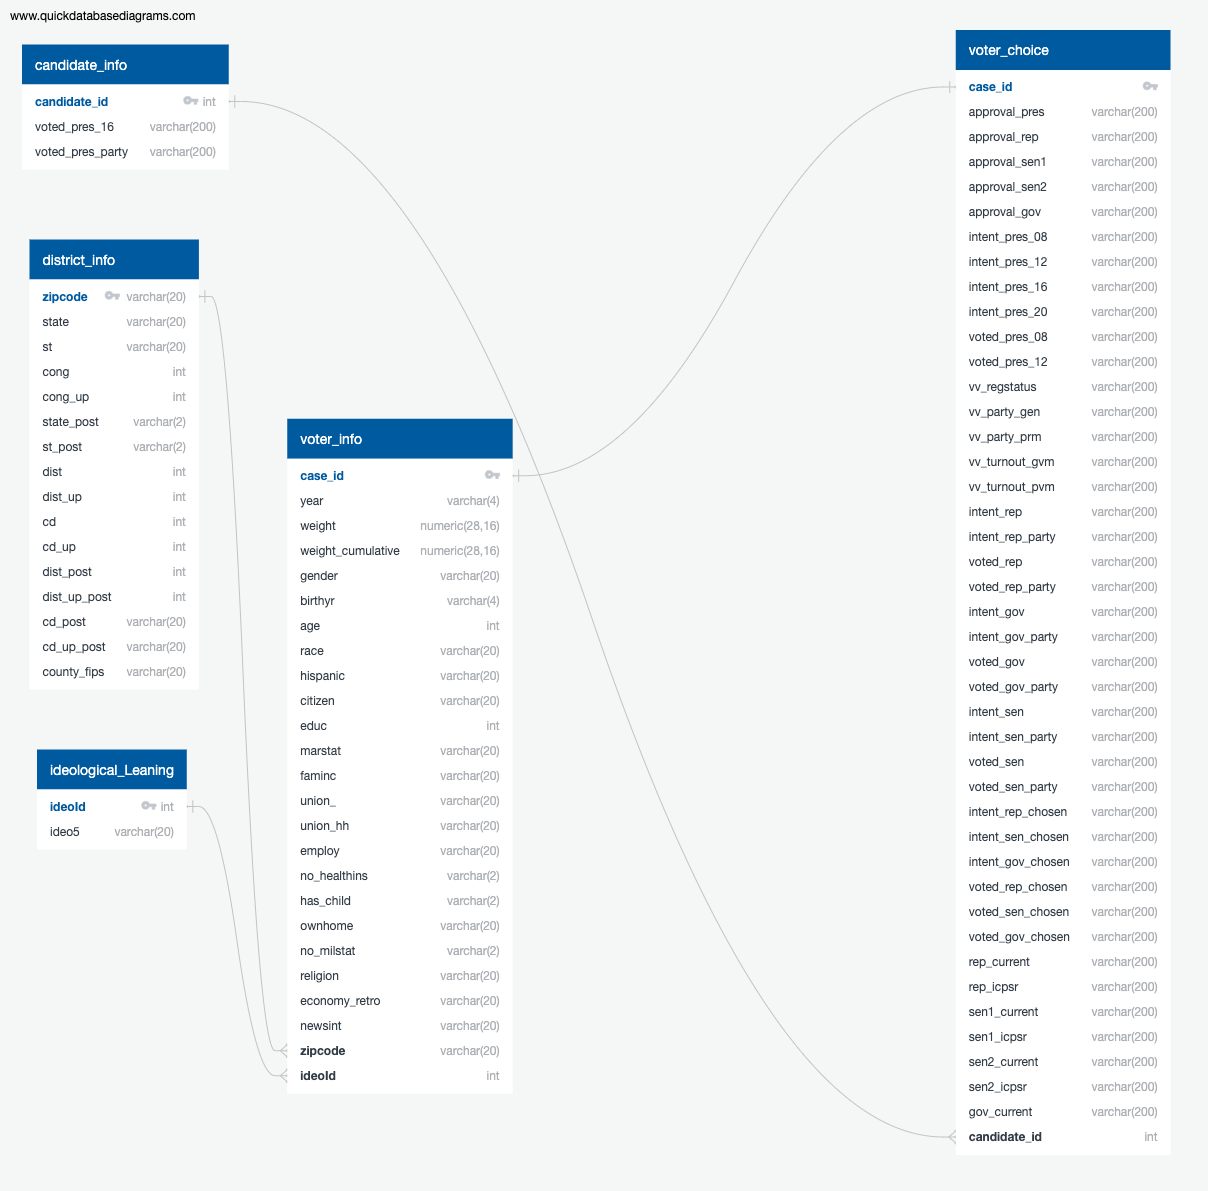 www.quickdatabasediagrams.com
candidate_info
candidate_id int
voted_pres_16 varchar(200)
voted_pres_party varchar(200)
district_info
zipcode varchar(20)
state varchar(20)
st varchar(20)
cong int
cong_up int
state_post varchar(2)
st_post varchar(2)
dist int
dist_up int
cd int
cd_up int
dist_post int
dist_up_post int
cd_post varchar(20)
cd_up_post varchar(20)
county_fips varchar(20)
ideological_Leaning
ideoId int
ideo5 varchar(20)
voter_info
case_id
year varchar(4)
weight numeric(28,16)
weight_cumulative numeric(28,16)
gender varchar(20)
birthyr varchar(4)
age int
race varchar(20)
hispanic varchar(20)
citizen varchar(20)
educ int
marstat varchar(20)
faminc varchar(20)
union_ varchar(20)
union_hh varchar(20)
employ varchar(20)
no_healthins varchar(2)
has_child varchar(2)
ownhome varchar(20)
no_milstat varchar(2)
religion varchar(20)
economy_retro varchar(20)
newsint varchar(20)
zipcode varchar(20)
ideoId int
voter_choice
case_id
approval_pres varchar(200)
approval_rep varchar(200)
approval_sen1 varchar(200)
approval_sen2 varchar(200)
approval_gov varchar(200)
intent_pres_08 varchar(200)
intent_pres_12 varchar(200)
intent_pres_16 varchar(200)
intent_pres_20 varchar(200)
voted_pres_08 varchar(200)
voted_pres_12 varchar(200)
vv_regstatus varchar(200)
vv_party_gen varchar(200)
vv_party_prm varchar(200)
vv_turnout_gvm varchar(200)
vv_turnout_pvm varchar(200)
intent_rep varchar(200)
intent_rep_party varchar(200)
voted_rep varchar(200)
voted_rep_party varchar(200)
intent_gov varchar(200)
intent_gov_party varchar(200)
voted_gov varchar(200)
voted_gov_party varchar(200)
intent_sen varchar(200)
intent_sen_party varchar(200)
voted_sen varchar(200)
voted_sen_party varchar(200)
intent_rep_chosen varchar(200)
intent_sen_chosen varchar(200)
intent_gov_chosen varchar(200)
voted_rep_chosen varchar(200)
voted_sen_chosen varchar(200)
voted_gov_chosen varchar(200)
rep_current varchar(200)
rep_icpsr varchar(200)
sen1_current varchar(200)
sen1_icpsr varchar(200)
sen2_current varchar(200)
sen2_icpsr varchar(200)
gov_current varchar(200)
candidate_id int